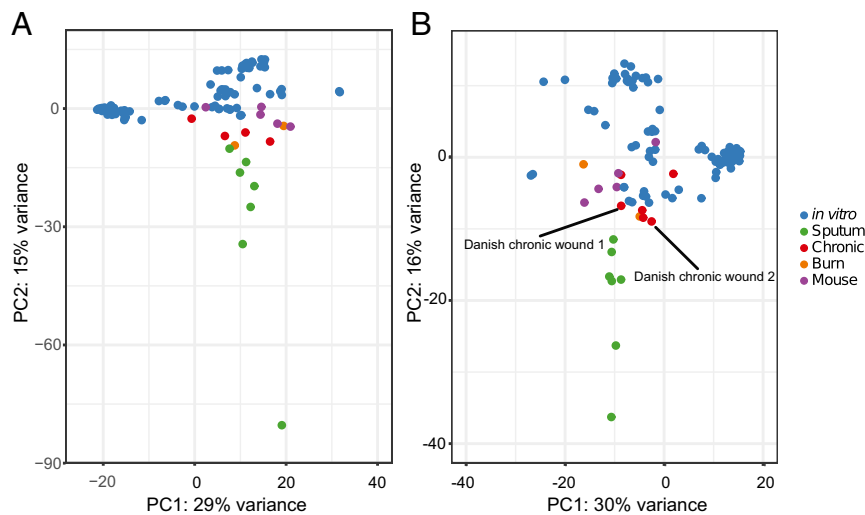 A
B
0
−30
−60
−90
−20
0
20
40
PC2: 15% variance
PC1: 29% variance
0
-20
-40
-40
-20
0
20
PC2: 16% variance
PC1: 30% variance
Danish chronic wound 1
Danish chronic wound 2
in vitro
Sputum
Chronic
Burn
Mouse